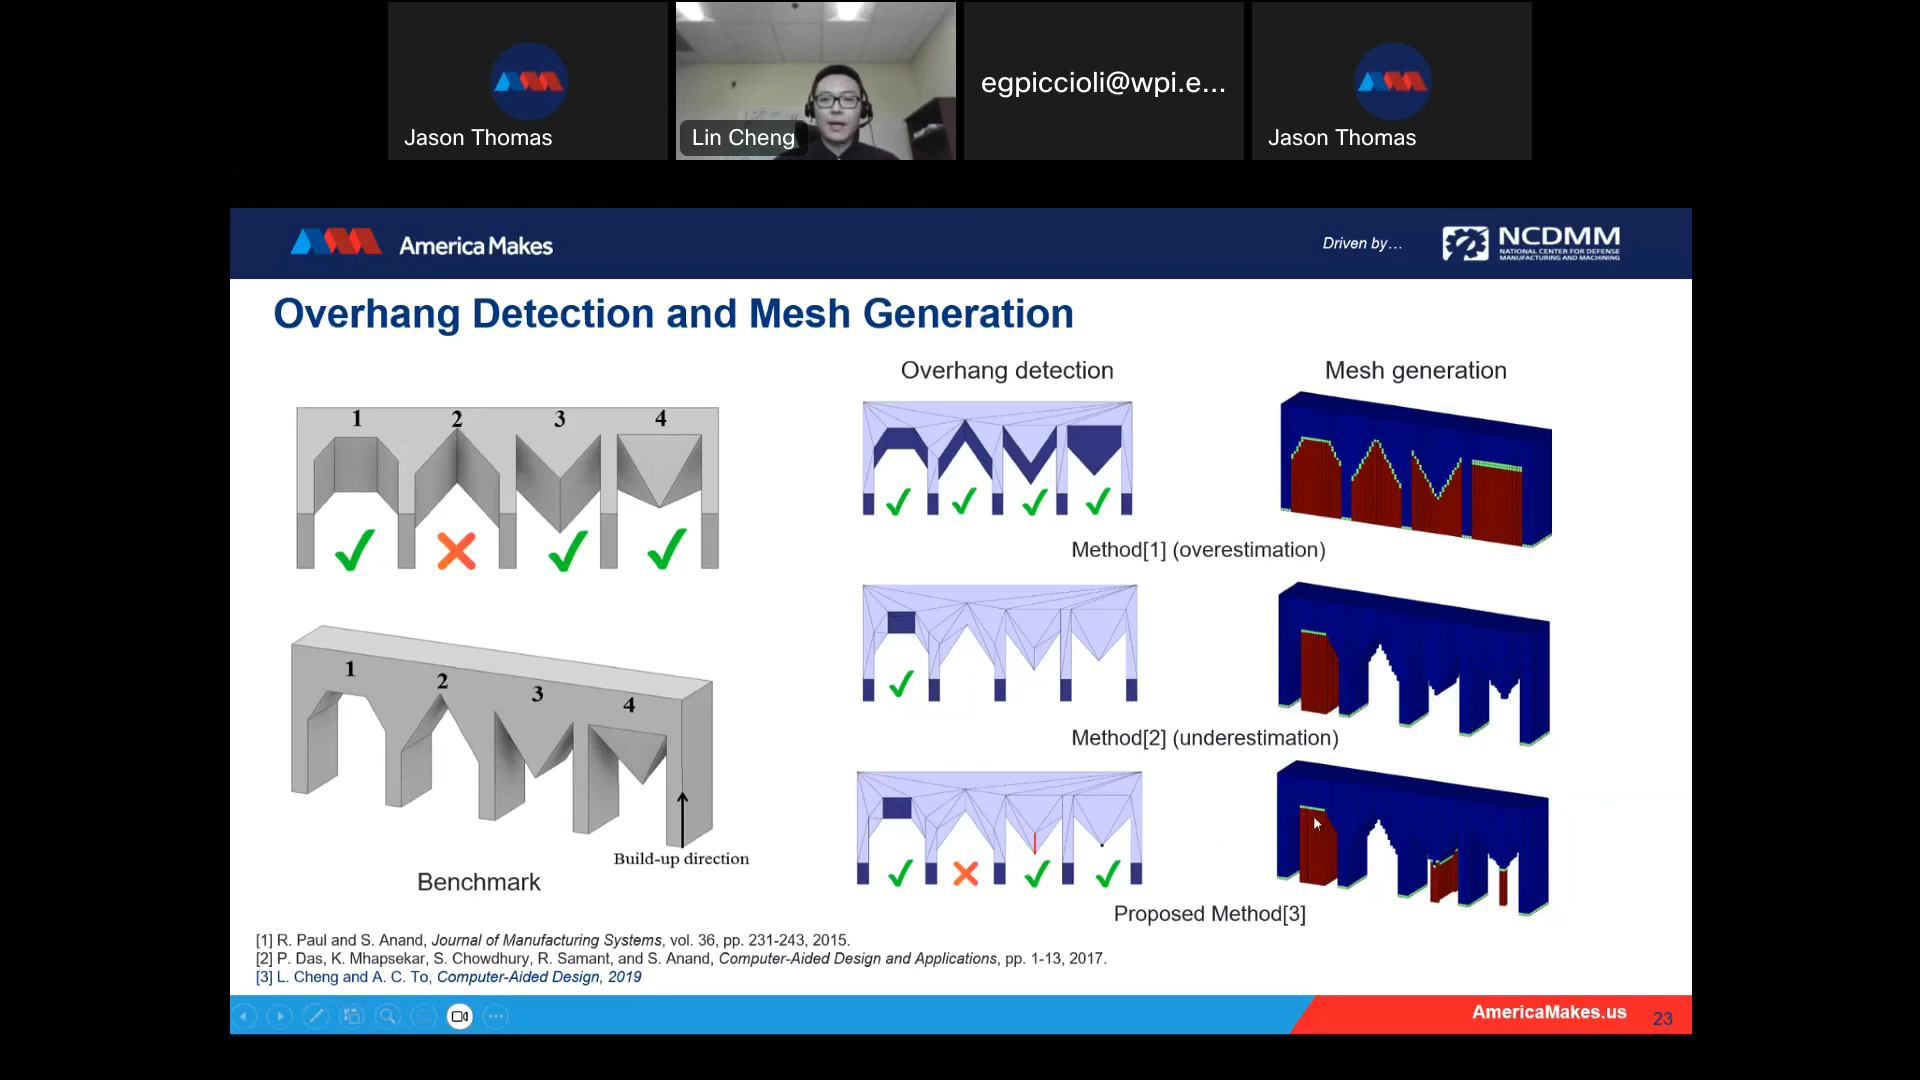 Jason Thomas
Lin Cheng
egpiccioli@wpi.e...
Jason Thomas
America Makes
Driven by...
NCDMM
NATIONAL CENTER FOR DEFENSE
MANUFACTURING AND MACHINING
Overhang Detection and Mesh Generation
Overhang detection
Mesh generation
1 2 3 4
Method[1] (overestimation)
1 2 3 4
Method[2] (underestimation)
Build-up direction
Benchmark
Proposed Method[3]
[1] R. Paul and S. Anand, Journal of Manufacturing Systems, vol. 36, pp. 231-243, 2015.
[2] P. Das, K. Mhapsekar, S. Chowdhury, R. Samant, and S. Anand, Computer-Aided Design and Applications, pp. 1-13, 2017.
[3] L. Cheng and A. C. To, Computer-Aided Design, 2019
AmericaMakes.us
23